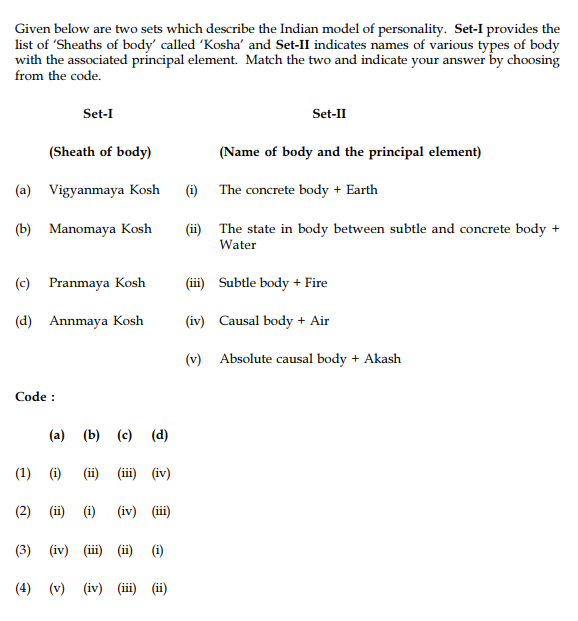 Given below are two sets which describe the Indian model of personality. Set-I provides the
list of ‘Sheaths of body’ called ‘Kosha’ and Set-II indicates names of various types of body
with the associated principal element. Match the two and indicate your answer by choosing
from the code.
Set-I Set-II
(Sheath of body) (Name of body and the principal element)
(a) Vigyanmaya Kosh (i) The concrete body + Earth
(b) Manomaya Kosh (ii) The state in body between subtle and concrete body +
Water
(c) Pranmaya Kosh (iii) Subtle body + Fire
(d) Annmaya Kosh (iv) Causal body + Air
(v) Absolute causal body + Akash
Code :
(a) (b) (c) (d)
(1) (i) (ii) (iii) (iv)
(2) (ii) (i) (iv) (iii)
(3) (iv) (iii) (ii) (i)
(4) (v) (iv) (iii) (ii)